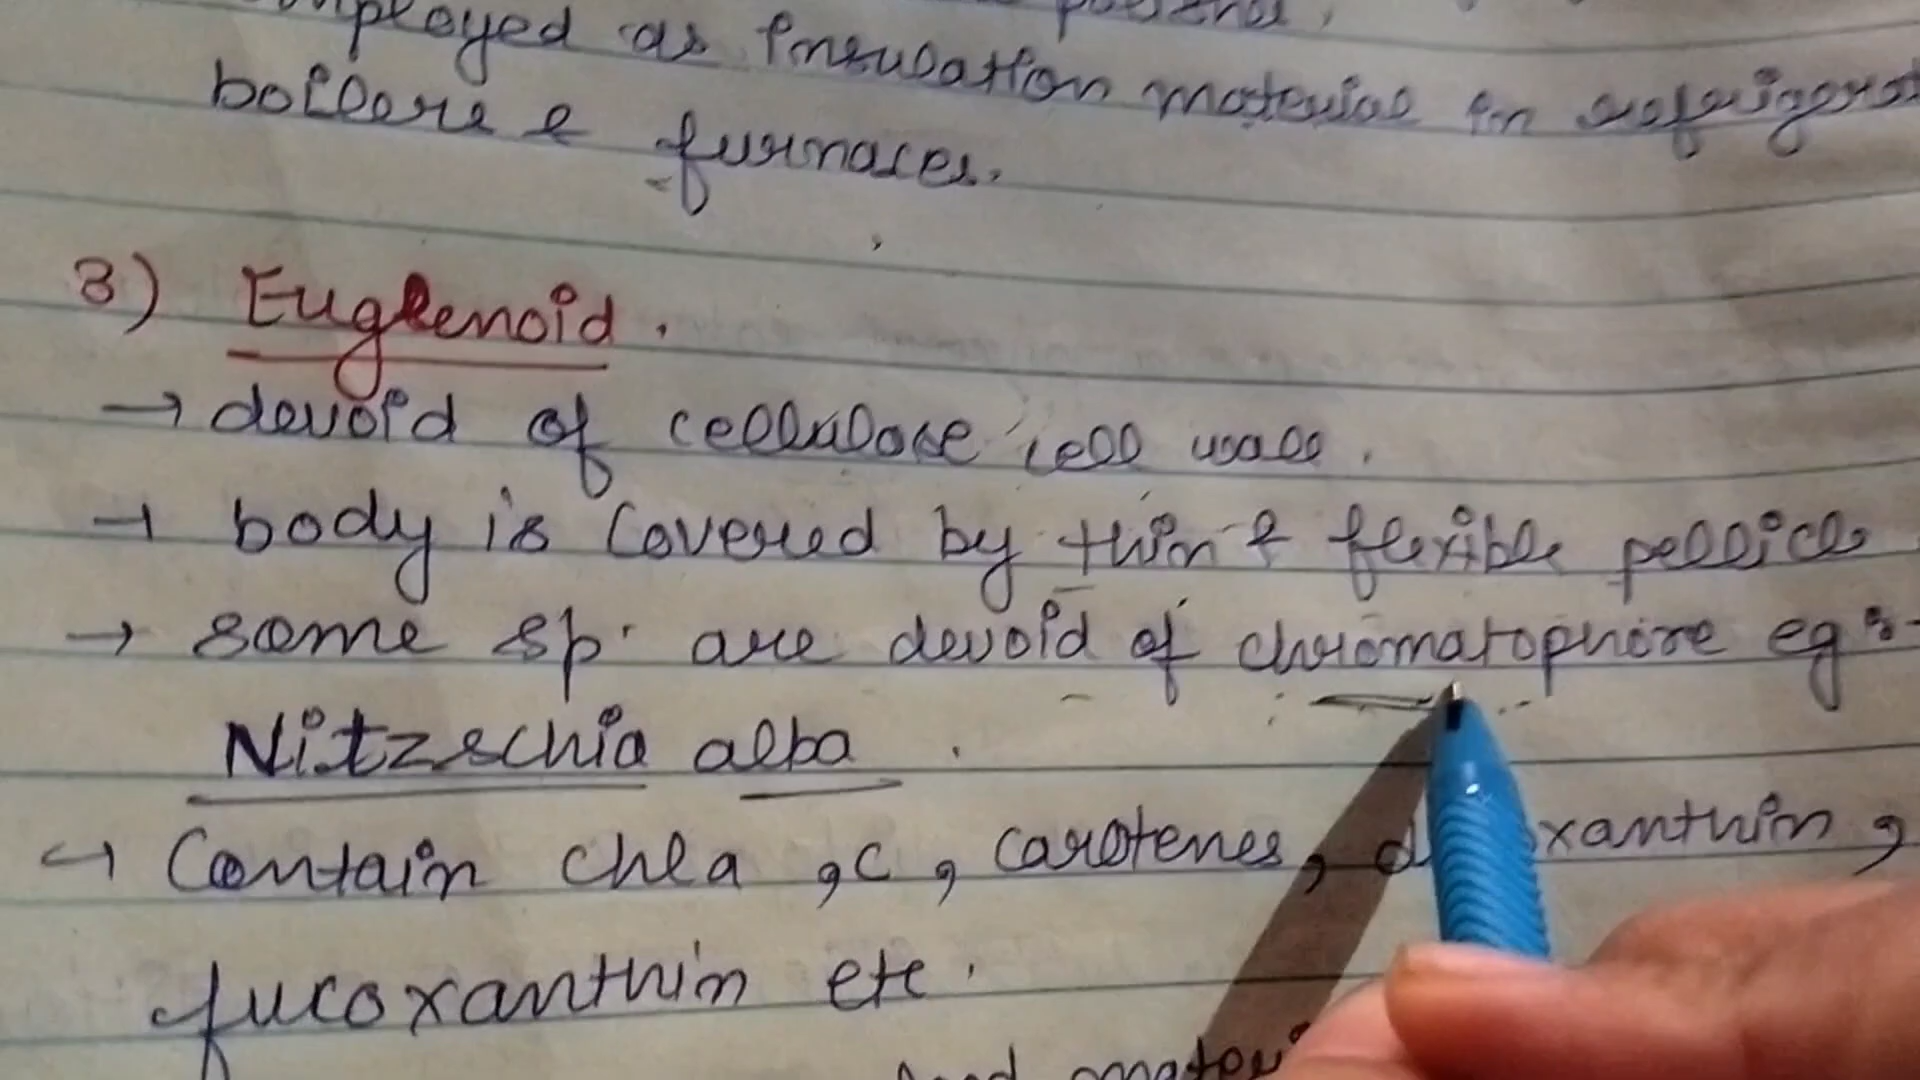 employed as insulation material in refrigerat
boilers & furnaces.
3) Euglenoid.
→ devoid of cellulose cell wall.
→ body is covered by thin & flexible pellicle
→ some sp. are devoid of chromatophore eg:-
Nitzschia alba.
→ Contain chl a, c, carotenes, xanthin,
fucoxanthin etc.